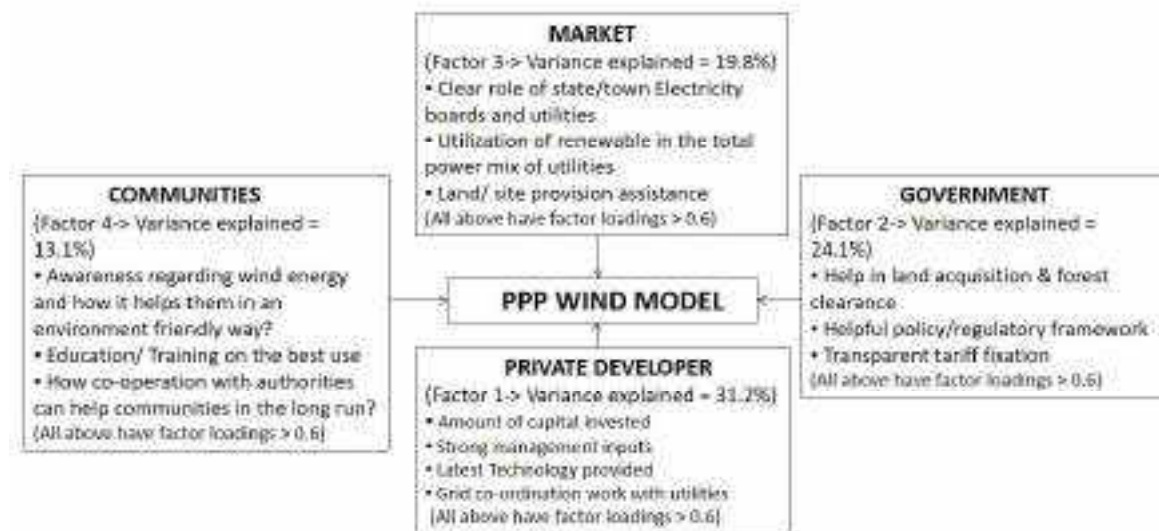 MARKET
(Factor 3-> Variance explained = 19.8%)
• Clear role of state/town Electricity
boards and utilities
• Utilization of renewable in the total
power mix of utilities
• Land/ site provision assistance
(All above have factor loadings > 0.6)
COMMUNITIES
(Factor 4-> Variance explained =
13.1%)
• Awareness regarding wind energy
and how it helps them in an
environment friendly way?
• Education/ Training on the best use
• How co-operation with authorities
can help communities in the long run?
(All above have factor loadings > 0.6)
PPP WIND MODEL
GOVERNMENT
(Factor 2-> Variance explained =
24.1%)
• Help in land acquisition & forest
clearance
• Helpful policy/regulatory framework
• Transparent tariff fixation
(All above have factor loadings > 0.6)
PRIVATE DEVELOPER
(Factor 1-> Variance explained = 31.2%)
• Amount of capital invested
• Strong management inputs
• Latest Technology provided
• Grid co-ordination work with utilities
(All above have factor loadings > 0.6)